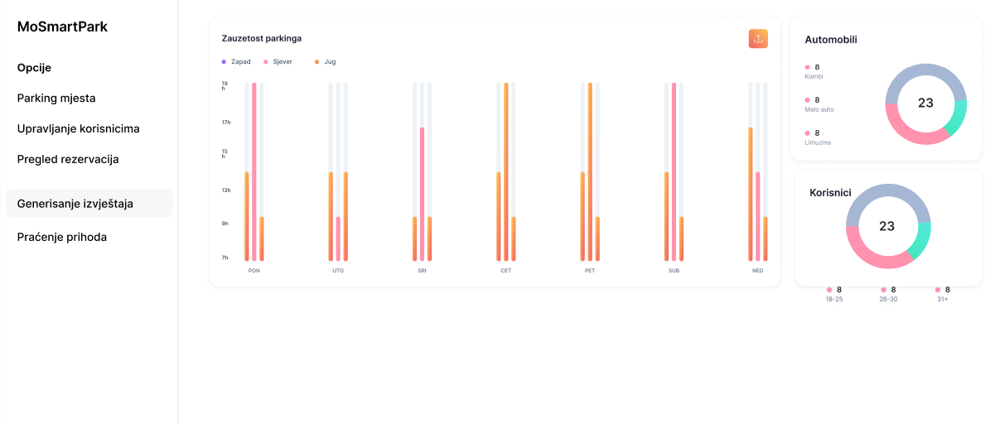 MoSmartPark
Opcije
Parking mjesta
Upravljanje korisnicima
Pregled rezervacija
Generisanje izvještaja
Praćenje prihoda
Zauzetost parkinga
Zapad Sjever Jug
19
h
17h
15
h
12h
9h
7h
PON UTO SRI CET PET SUB NED
Automobili
8
Kombi
8
Malo auto
8
Limuzina
23
Korisnici
23
8 8 8
18-25 26-30 31+